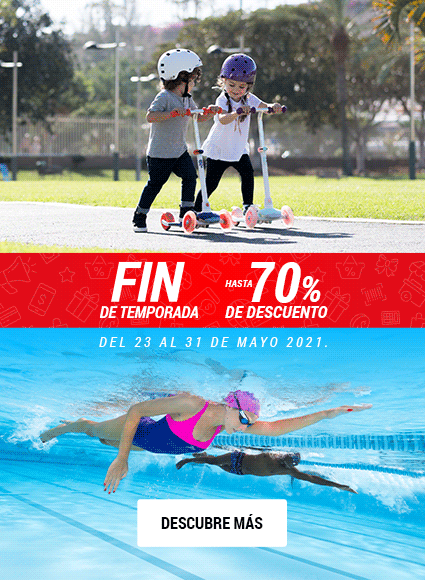 FIN
DE TEMPORADA
HASTA 70%
DE DESCUENTO
DEL 23 AL 31 DE MAYO 2021.
DESCUBRE MÁS